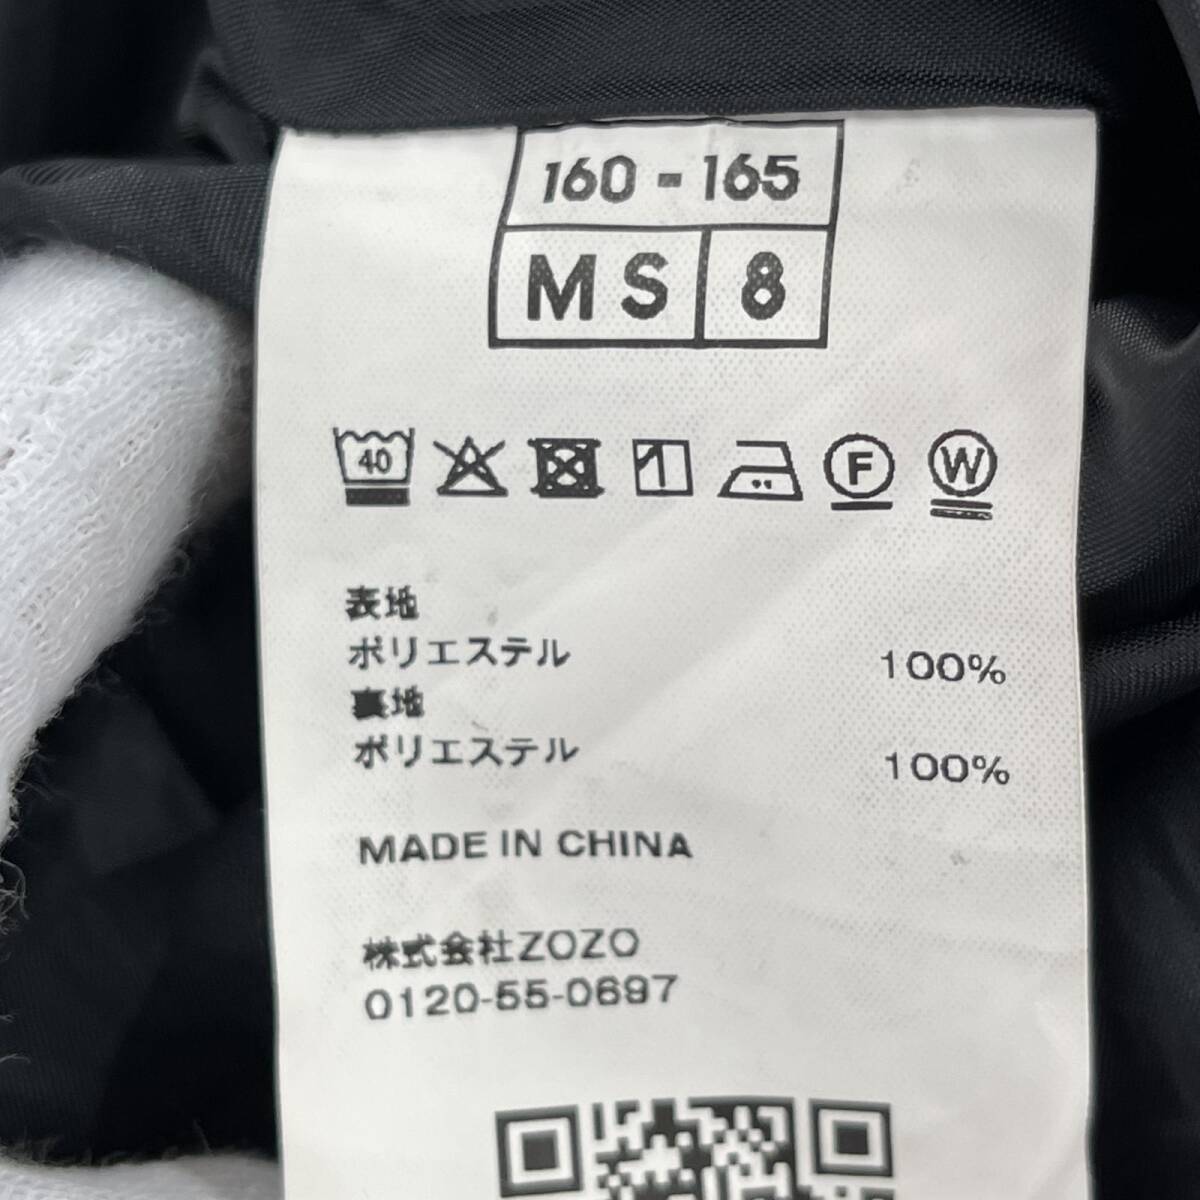 160 - 165
MS 8
40 F W
表地
ポリエステル 100%
裏地
ポリエステル 100%
MADE IN CHINA
株式会社ZOZO
0120-55-0697